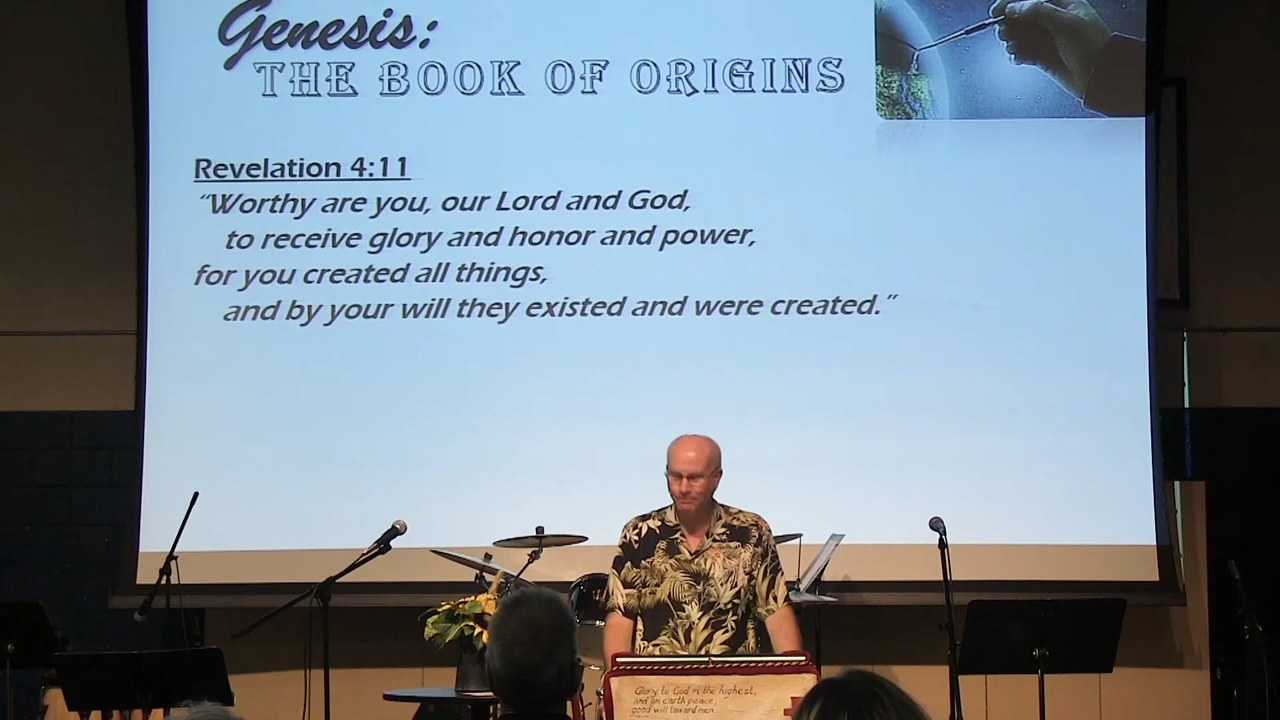 Genesis:
THE BOOK OF ORIGINS
Revelation 4:11
“Worthy are you, our Lord and God,
to receive glory and honor and power,
for you created all things,
and by your will they existed and were created.”
Glory to God in the highest,
and on earth peace,
good will toward men.